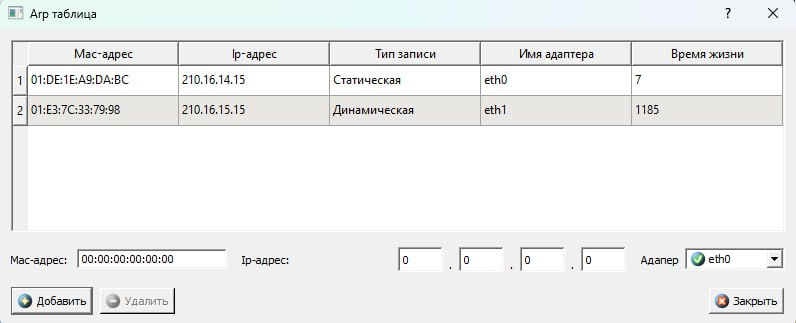 Arp таблица
Mac-адрес Ip-адрес Тип записи Имя адаптера Время жизни
1 01:DE:1E:A9:DA:BC 210.16.14.15 Статическая eth0 7
2 01:E3:7C:33:79:98 210.16.15.15 Динамическая eth1 1185
Mac-адрес: 00:00:00:00:00:00 Ip-адрес: 0 . 0 . 0 . 0 Адапер eth0
Добавить Удалить Закрыть